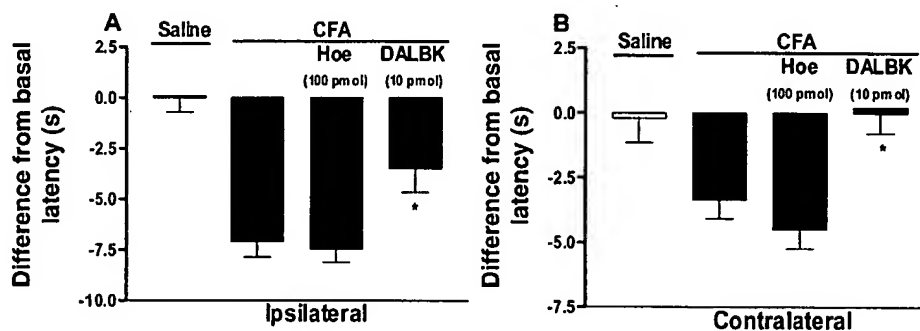 A
Saline
CFA
Hoe
(100 pmol)
DALBK
(10 pmol)
2.5
0.0
-2.5
-5.0
-7.5
-10.0
Difference from basal
latency (s)
*
Ipsilateral
B
Saline
CFA
Hoe
(100 pmol)
DALBK
(10 pmol)
2.5
0.0
-2.5
-5.0
-7.5
Difference from basal
latency (s)
*
Contralateral